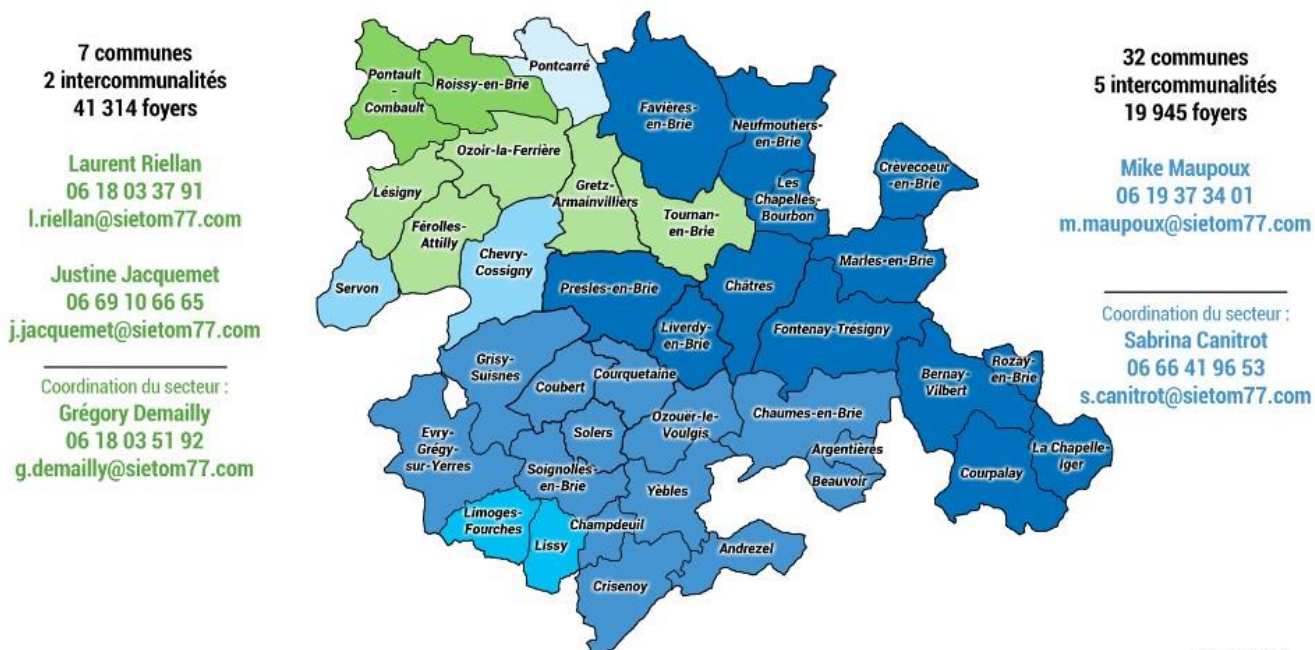 7 communes
2 intercommunalités
41 314 foyers
Laurent Riellan
06 18 03 37 91
l.riellan@sietom77.com
Justine Jacquemet
06 69 10 66 65
j.jacquemet@sietom77.com
Coordination du secteur :
Grégory Demailly
06 18 03 51 92
g.demailly@sietom77.com
Pontault
-
Combault
Roissy-en-Brie
Pontcarré
Favières-
en-Brie
Neufmoutiers-
en-Brie
Crèvecoeur
-en-Brie
Ozoir-la-Ferrière
Lésigny
Férolles-
Attilly
Gretz-
Armainvilliers
Tournan-
en-Brie
Les
Chapelles-
Bourbon
Servon
Chevry-
Cossigny
Presles-en-Brie
Châtres
Marles-en-Brie
Liverdy-
en-Brie
Fontenay-Trésigny
Grisy-
Suisnes
Coubert
Courquetaine
Bernay-
Vilbert
Rozay-
en-Brie
Ozouer-le-
Voulgis
Chaumes-en-Brie
Evry-
Grégy-
sur-Yerres
Solers
Soignolles-
en-Brie
Yèbles
Argentières
Beauvoir
Courpalay
La Chapelle-
Iger
Limoges-
Fourches
Lissy
Champdeuil
Crisenoy
Andrezel
32 communes
5 intercommunalités
19 945 foyers
Mike Maupoux
06 19 37 34 01
m.maupoux@sietom77.com
Coordination du secteur :
Sabrina Canitrot
06 66 41 96 53
s.canitrot@sietom77.com